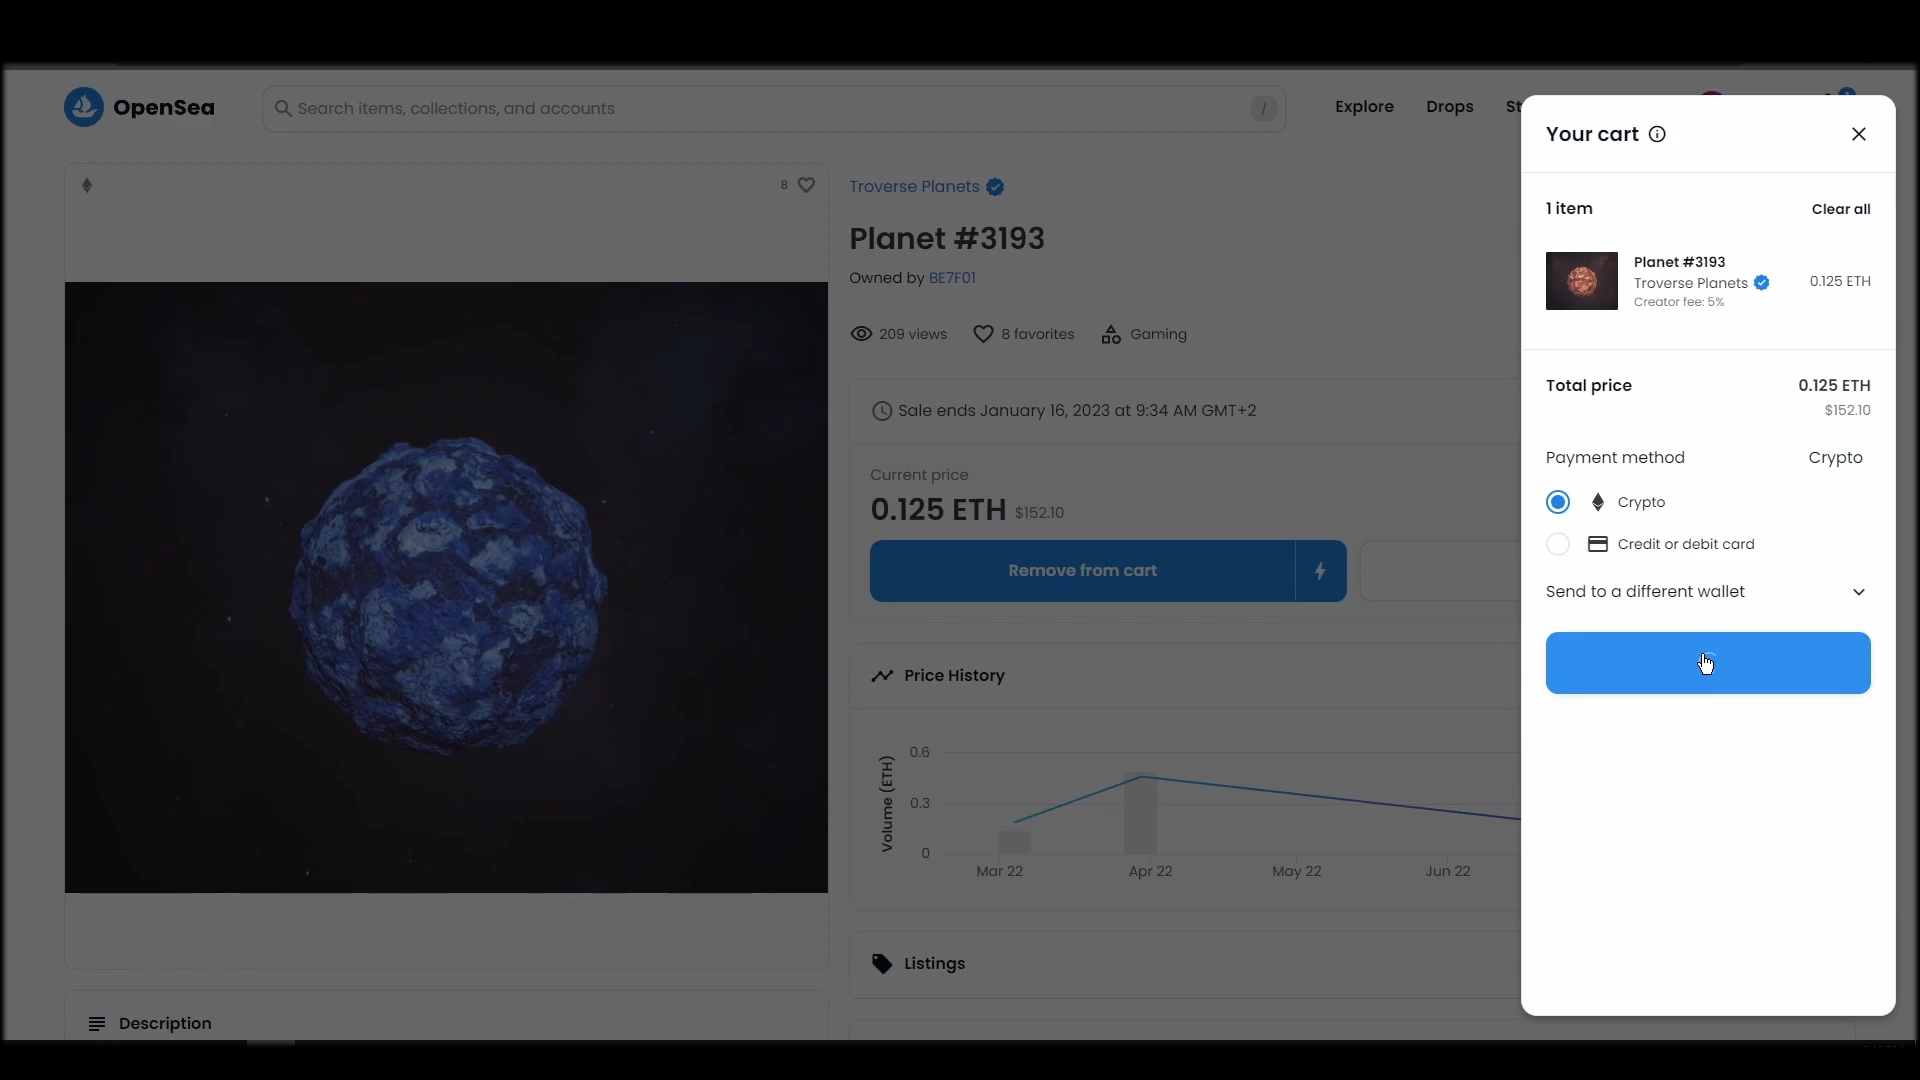 OpenSea
Search items, collections, and accounts
/
Explore
Drops
St
8
Troverse Planets
Planet #3193
Owned by BE7F01
209 views
8 favorites
Gaming
Sale ends January 16, 2023 at 9:34 AM GMT+2
Current price
0.125 ETH $152.10
Remove from cart
Price History
Volume (ETH)
0.6
0.3
0
Mar 22
Apr 22
May 22
Jun 22
Listings
Description
Your cart
1 item
Clear all
Planet #3193
Troverse Planets
Creator fee: 5%
0.125 ETH
Total price
0.125 ETH
$152.10
Payment method
Crypto
Crypto
Credit or debit card
Send to a different wallet